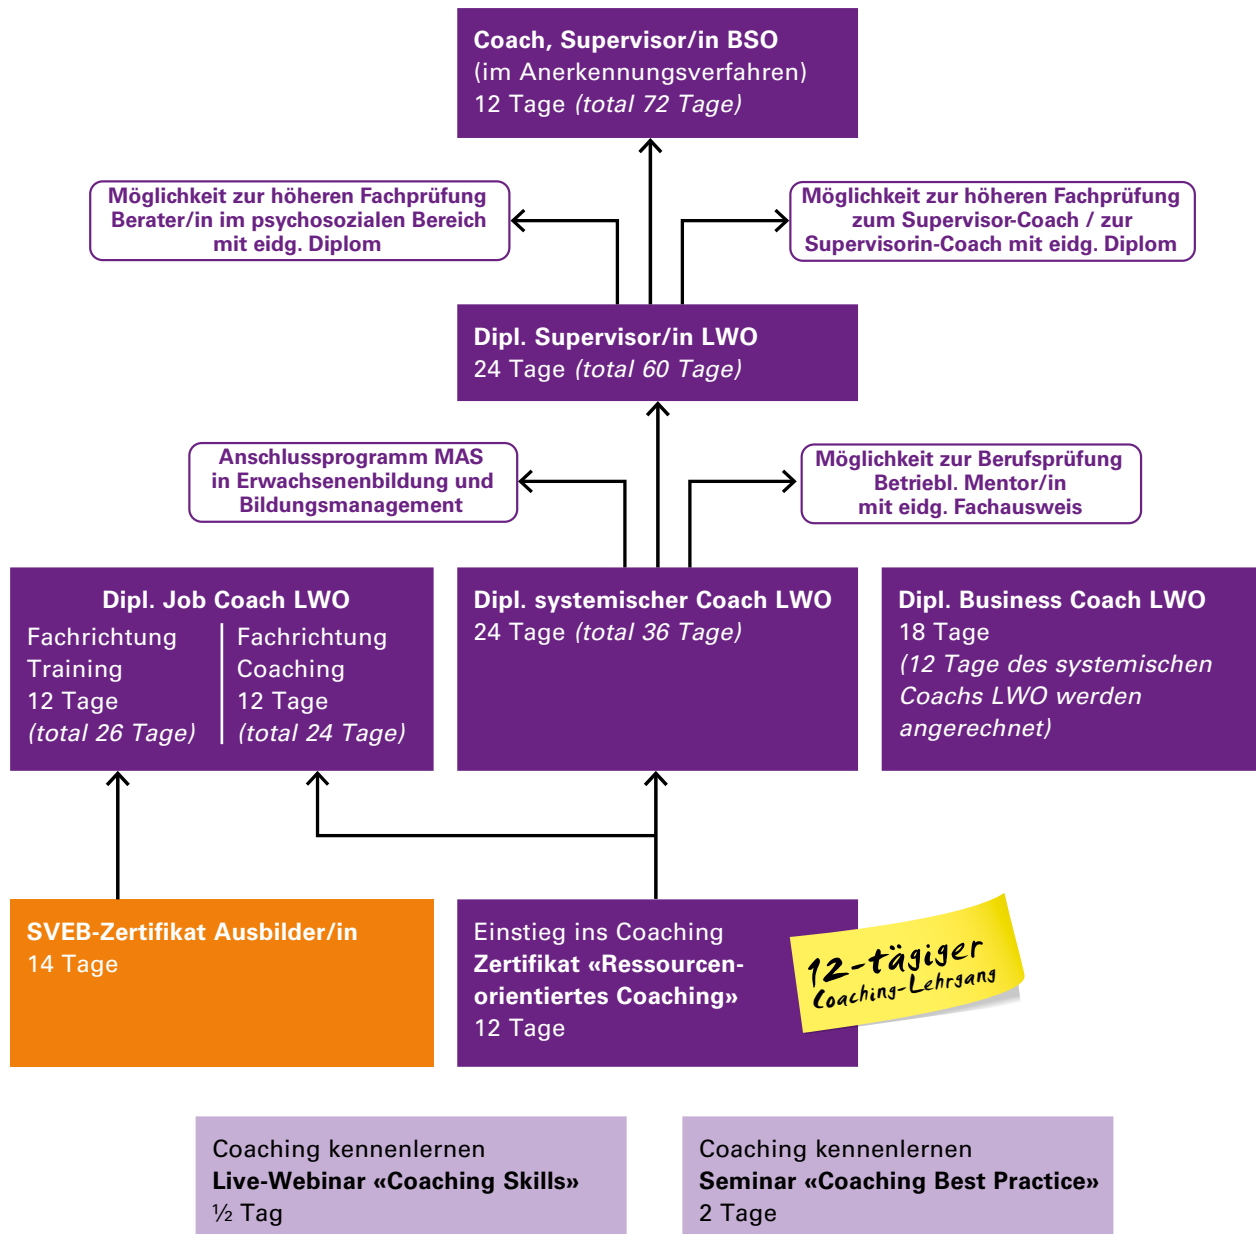 Coach, Supervisor/in BSO
(im Anerkennungsverfahren)
12 Tage (total 72 Tage)
Möglichkeit zur höheren Fachprüfung
Berater/in im psychosozialen Bereich
mit eidg. Diplom
Möglichkeit zur höheren Fachprüfung
zum Supervisor-Coach / zur
Supervisorin-Coach mit eidg. Diplom
Dipl. Supervisor/in LWO
24 Tage (total 60 Tage)
Anschlussprogramm MAS
in Erwachsenenbildung und
Bildungsmanagement
Möglichkeit zur Berufsprüfung
Betriebl. Mentor/in
mit eidg. Fachausweis
Dipl. Job Coach LWO
Fachrichtung
Training
12 Tage
(total 26 Tage)
Fachrichtung
Coaching
12 Tage
(total 24 Tage)
Dipl. systemischer Coach LWO
24 Tage (total 36 Tage)
Dipl. Business Coach LWO
18 Tage
(12 Tage des systemischen
Coachs LWO werden
angerechnet)
SVEB-Zertifikat Ausbilder/in
14 Tage
Einstieg ins Coaching
Zertifikat «Ressourcen-
orientiertes Coaching»
12 Tage
12-tägiger
Coaching-Lehrgang
Coaching kennenlernen
Live-Webinar «Coaching Skills»
½ Tag
Coaching kennenlernen
Seminar «Coaching Best Practice»
2 Tage